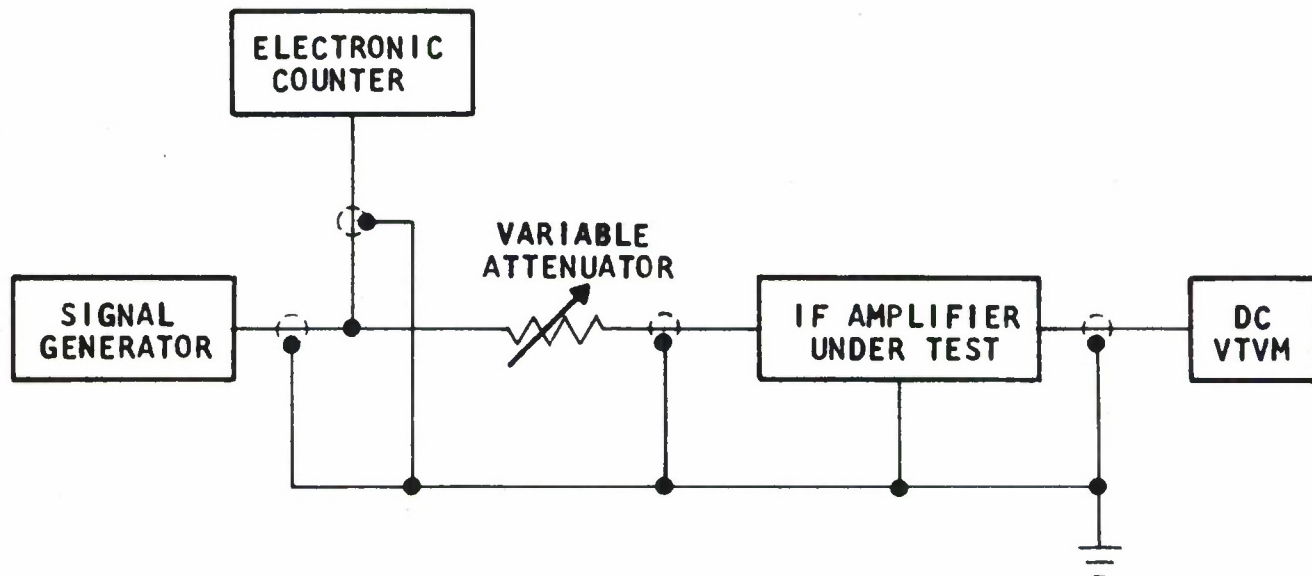 ELECTRONIC
COUNTER
VARIABLE
ATTENUATOR
SIGNAL
GENERATOR
IF AMPLIFIER
UNDER TEST
DC
VTVM